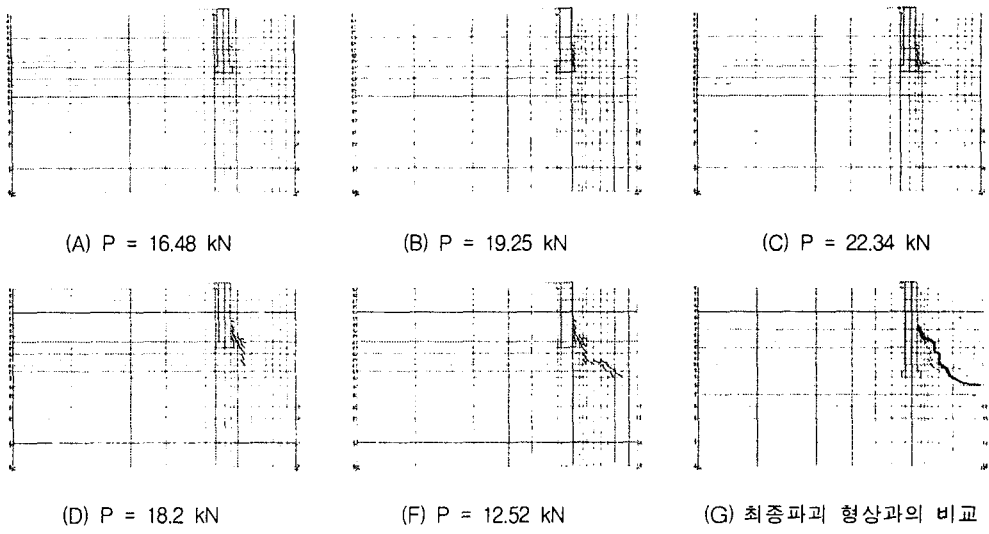 (A) P = 16.48 kN
(B) P = 19.25 kN
(C) P = 22.34 kN
(D) P = 18.2 kN
(F) P = 12.52 kN
(G) 최종파괴 형상과의 비교